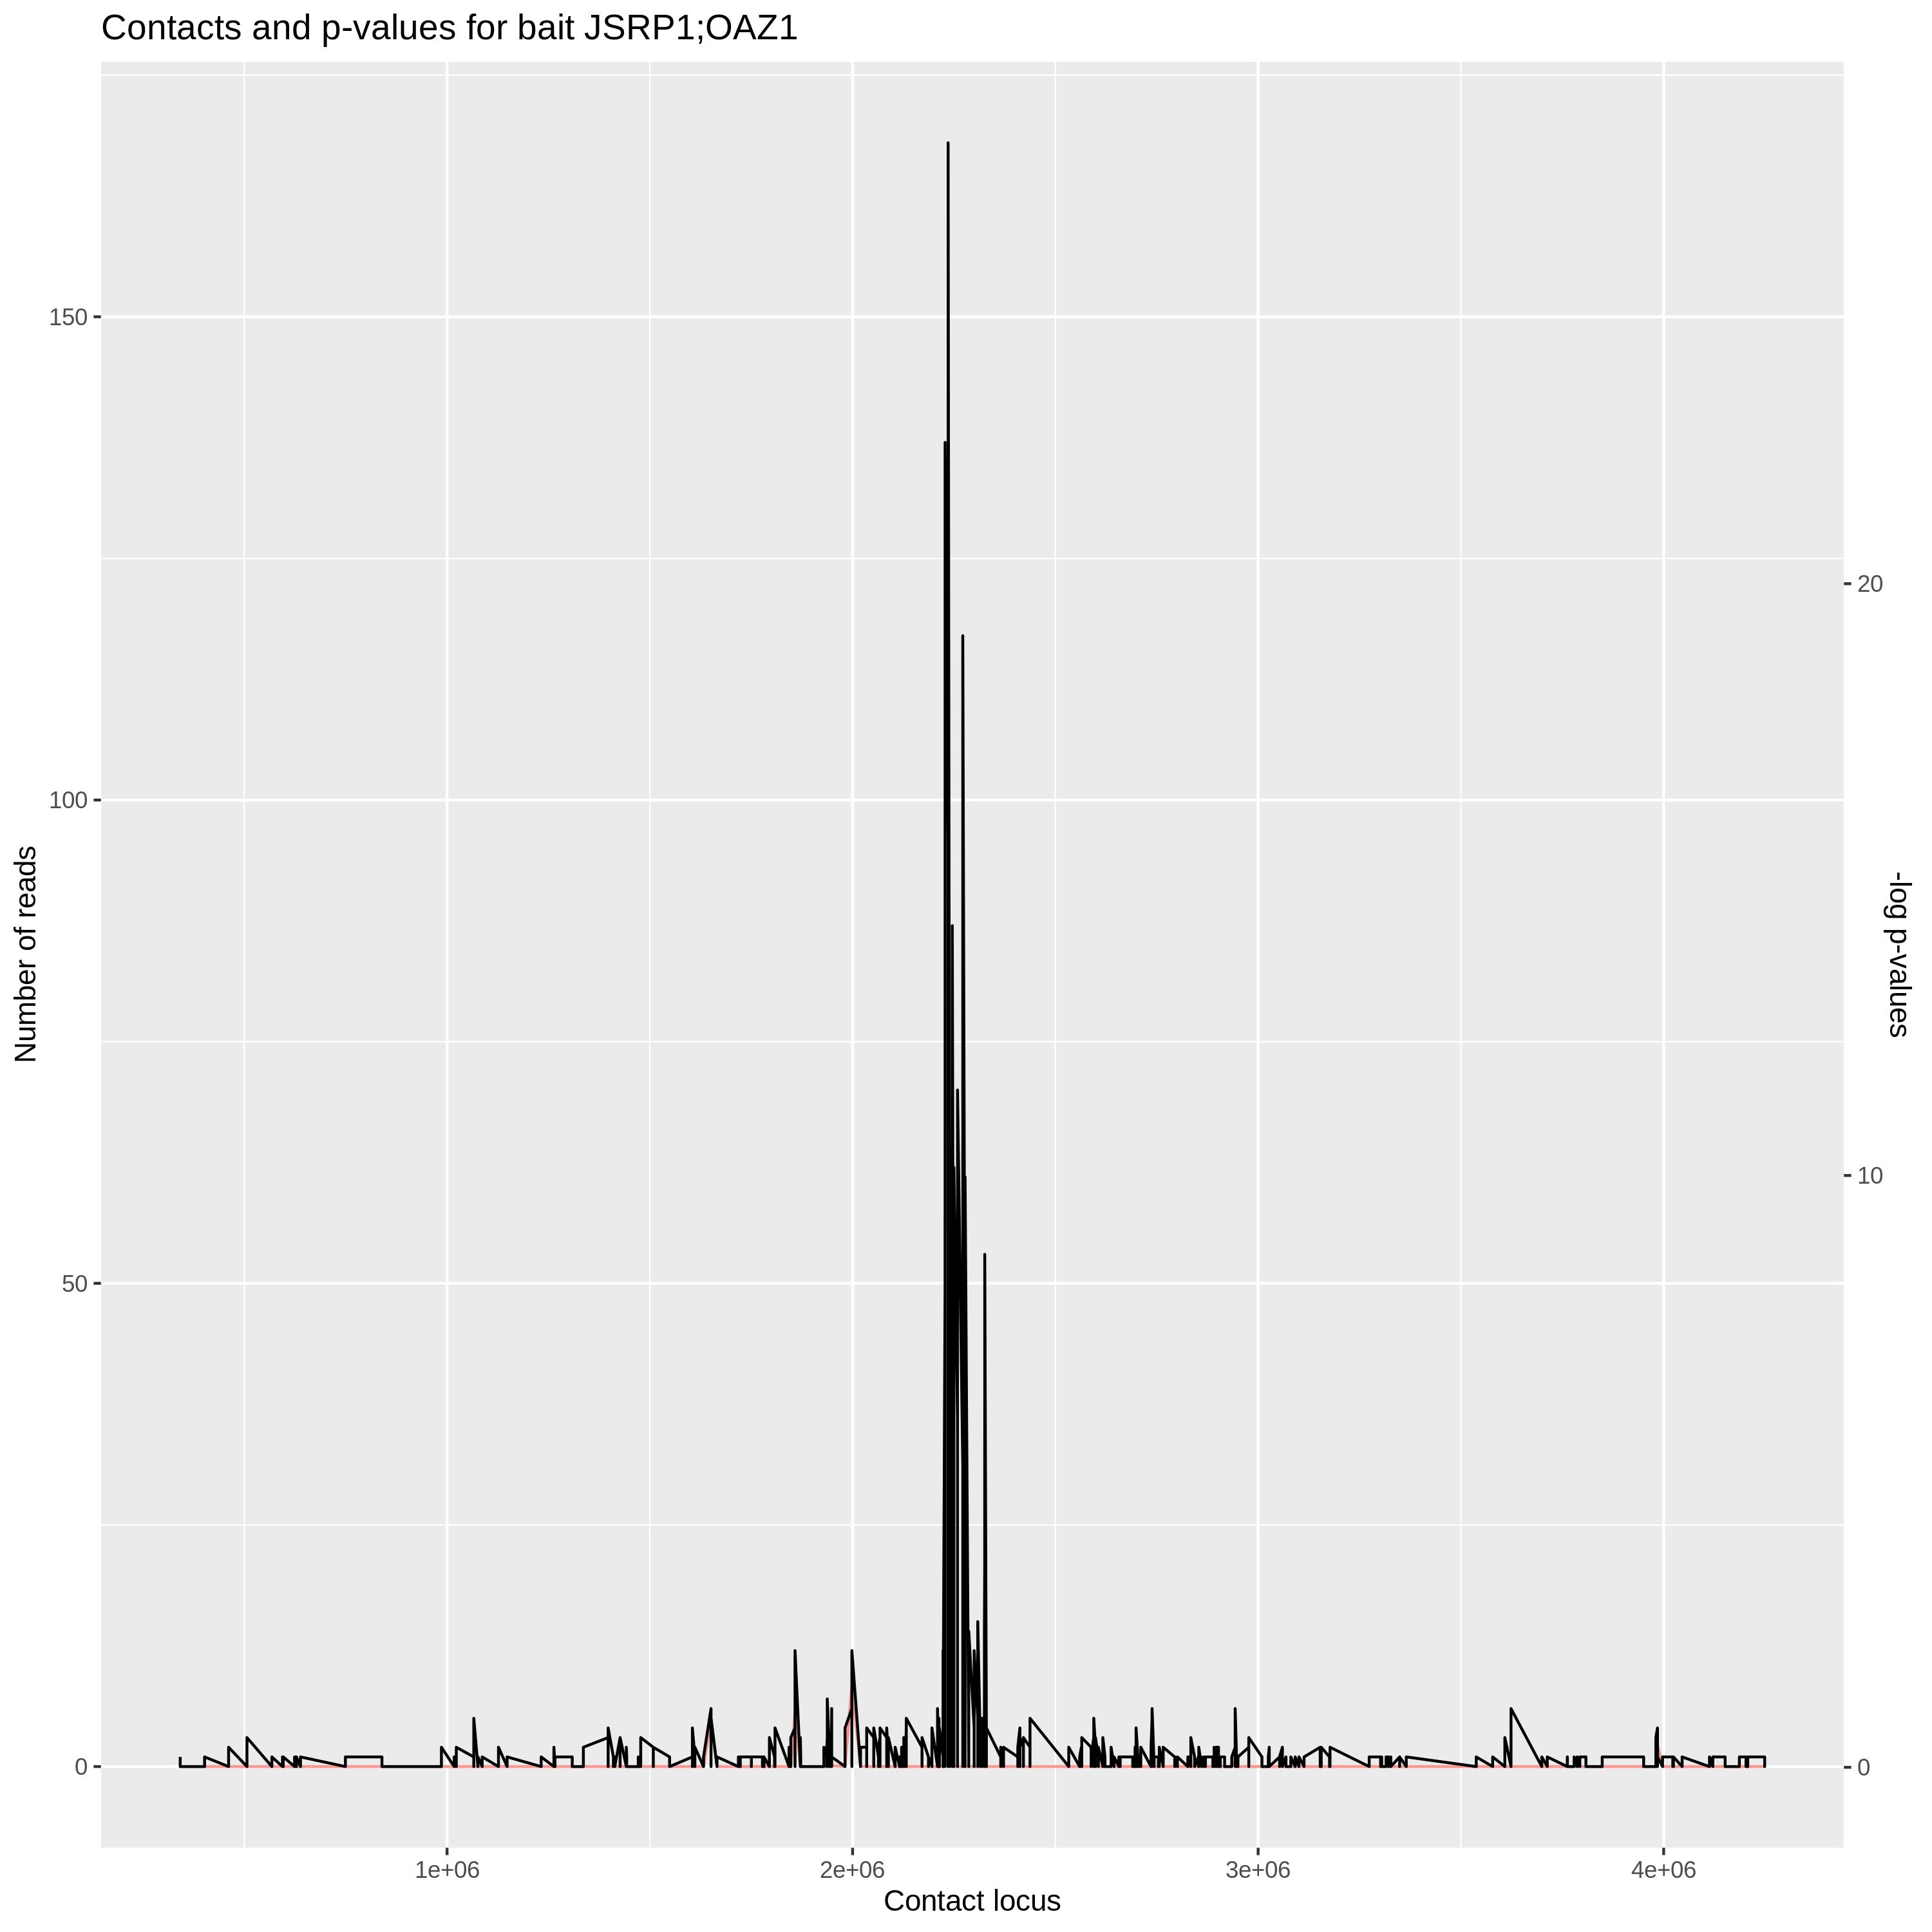 Contacts and p-values for bait JSRP1;OAZ1
150
100
50
0
Number of reads
20
10
0
-log p-values
1e+06 2e+06 3e+06 4e+06
Contact locus